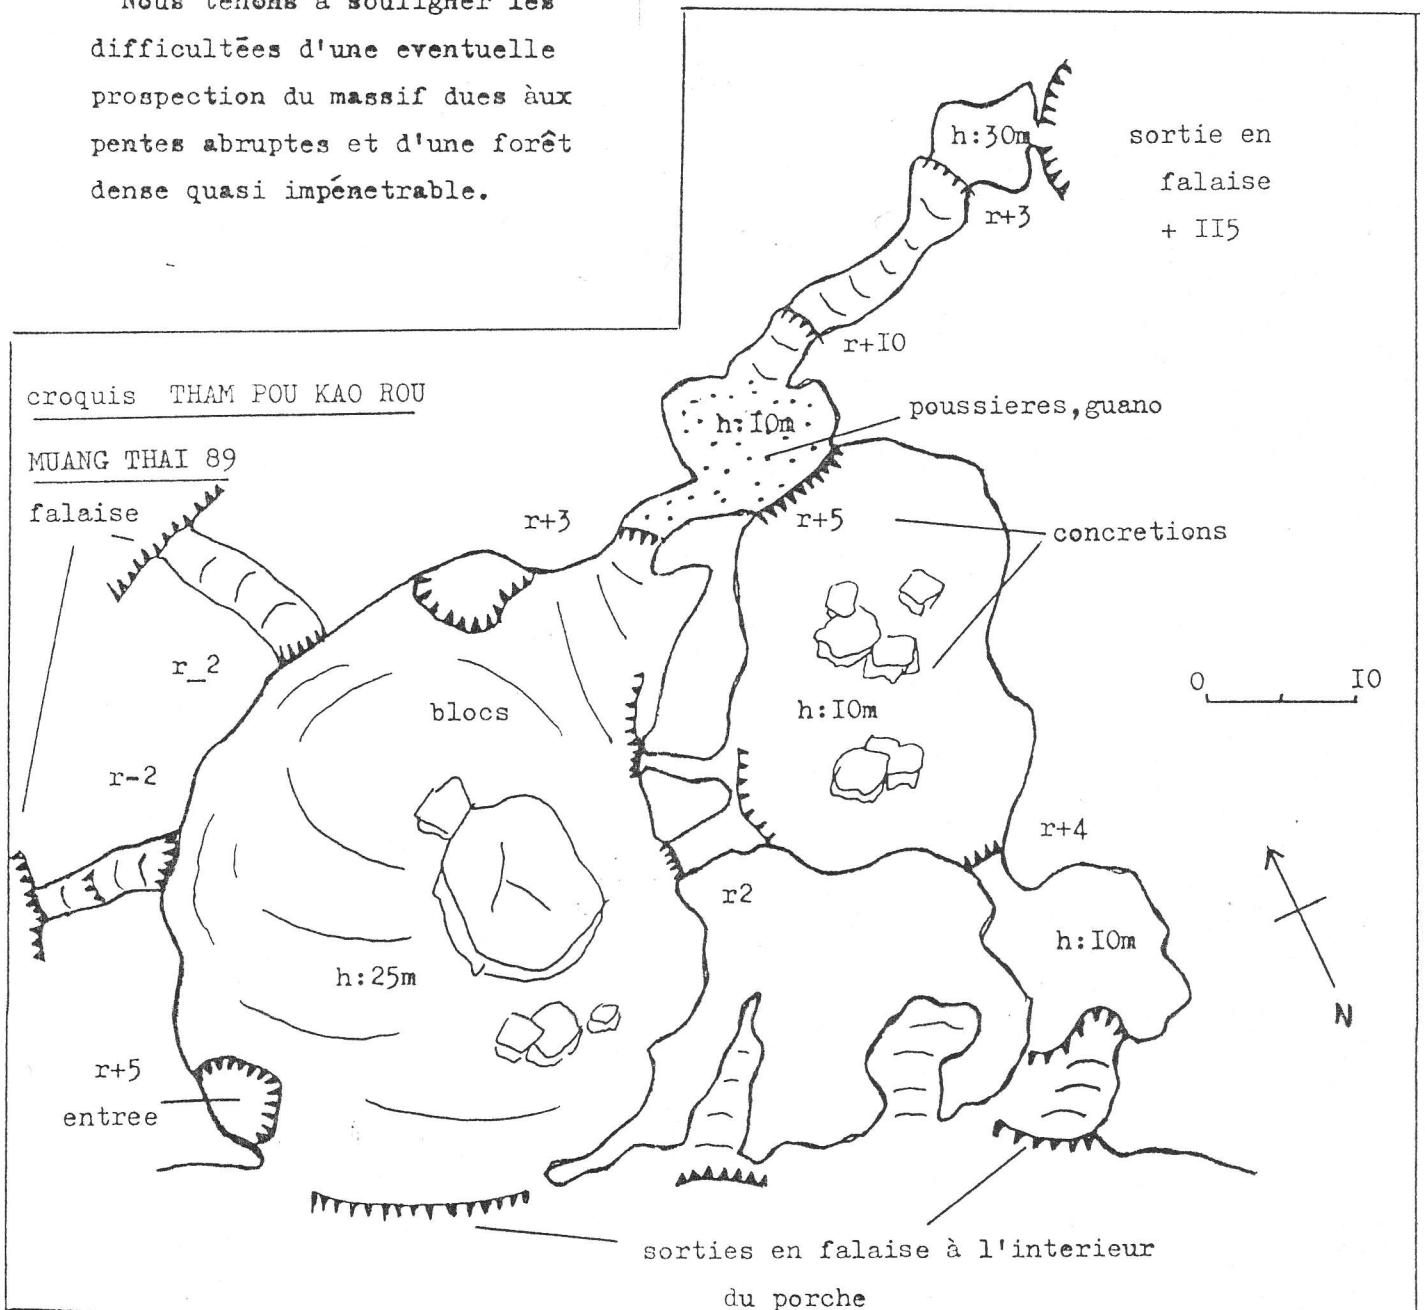 Nous tenons à souligner les
difficultées d'une eventuelle
prospection du massif dues àux
pentes abruptes et d'une forêt
dense quasi impénetrable.
h:30m
sortie en
falaise
+ II5
r+3
r+IO
croquis THAM POU KAO ROU
MUANG THAI 89
falaise
h:IOm
poussieres,guano
r+3
r+5
concretions
r_2
blocs
h:IOm
O IO
r-2
r+4
r2
h:IOm
h:25m
N
r+5
entree
sorties en falaise à l'interieur
du porche